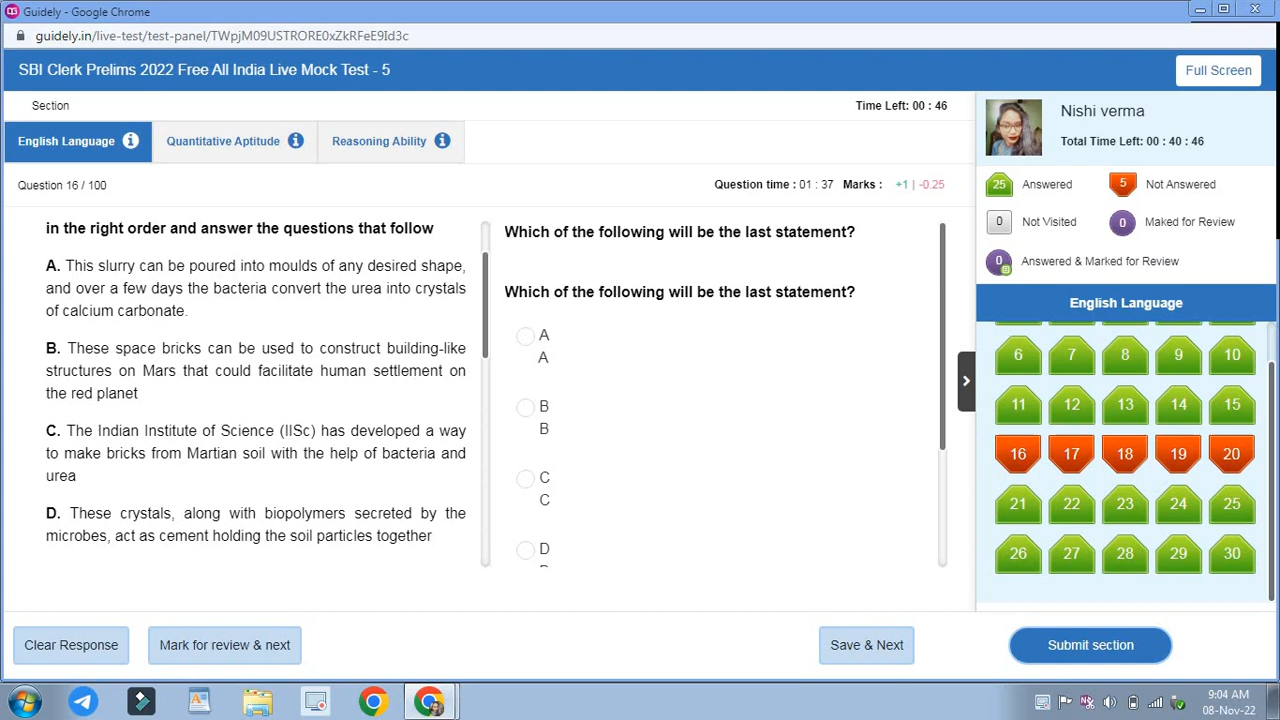 Guidely - Google Chrome
guidely.in/live-test/test-panel/TWpjM09USTRORE0xZkRFeE9Id3c
SBI Clerk Prelims 2022 Free All India Live Mock Test - 5
Full Screen
Section
Time Left: 00 : 46
English Language
Quantitative Aptitude
Reasoning Ability
Question 16 / 100
Question time : 01 : 37 Marks : +1 | -0.25
in the right order and answer the questions that follow
A. This slurry can be poured into moulds of any desired shape,
and over a few days the bacteria convert the urea into crystals
of calcium carbonate.
B. These space bricks can be used to construct building-like
structures on Mars that could facilitate human settlement on
the red planet
C. The Indian Institute of Science (IISc) has developed a way
to make bricks from Martian soil with the help of bacteria and
urea
D. These crystals, along with biopolymers secreted by the
microbes, act as cement holding the soil particles together
Which of the following will be the last statement?
Which of the following will be the last statement?
A
A
B
B
C
C
D
Nishi verma
Total Time Left: 00 : 40 : 46
25 Answered
5 Not Answered
0 Not Visited
0 Maked for Review
0 Answered & Marked for Review
English Language
6 7 8 9 10
11 12 13 14 15
16 17 18 19 20
21 22 23 24 25
26 27 28 29 30
Clear Response
Mark for review & next
Save & Next
Submit section
9:04 AM
08-Nov-22